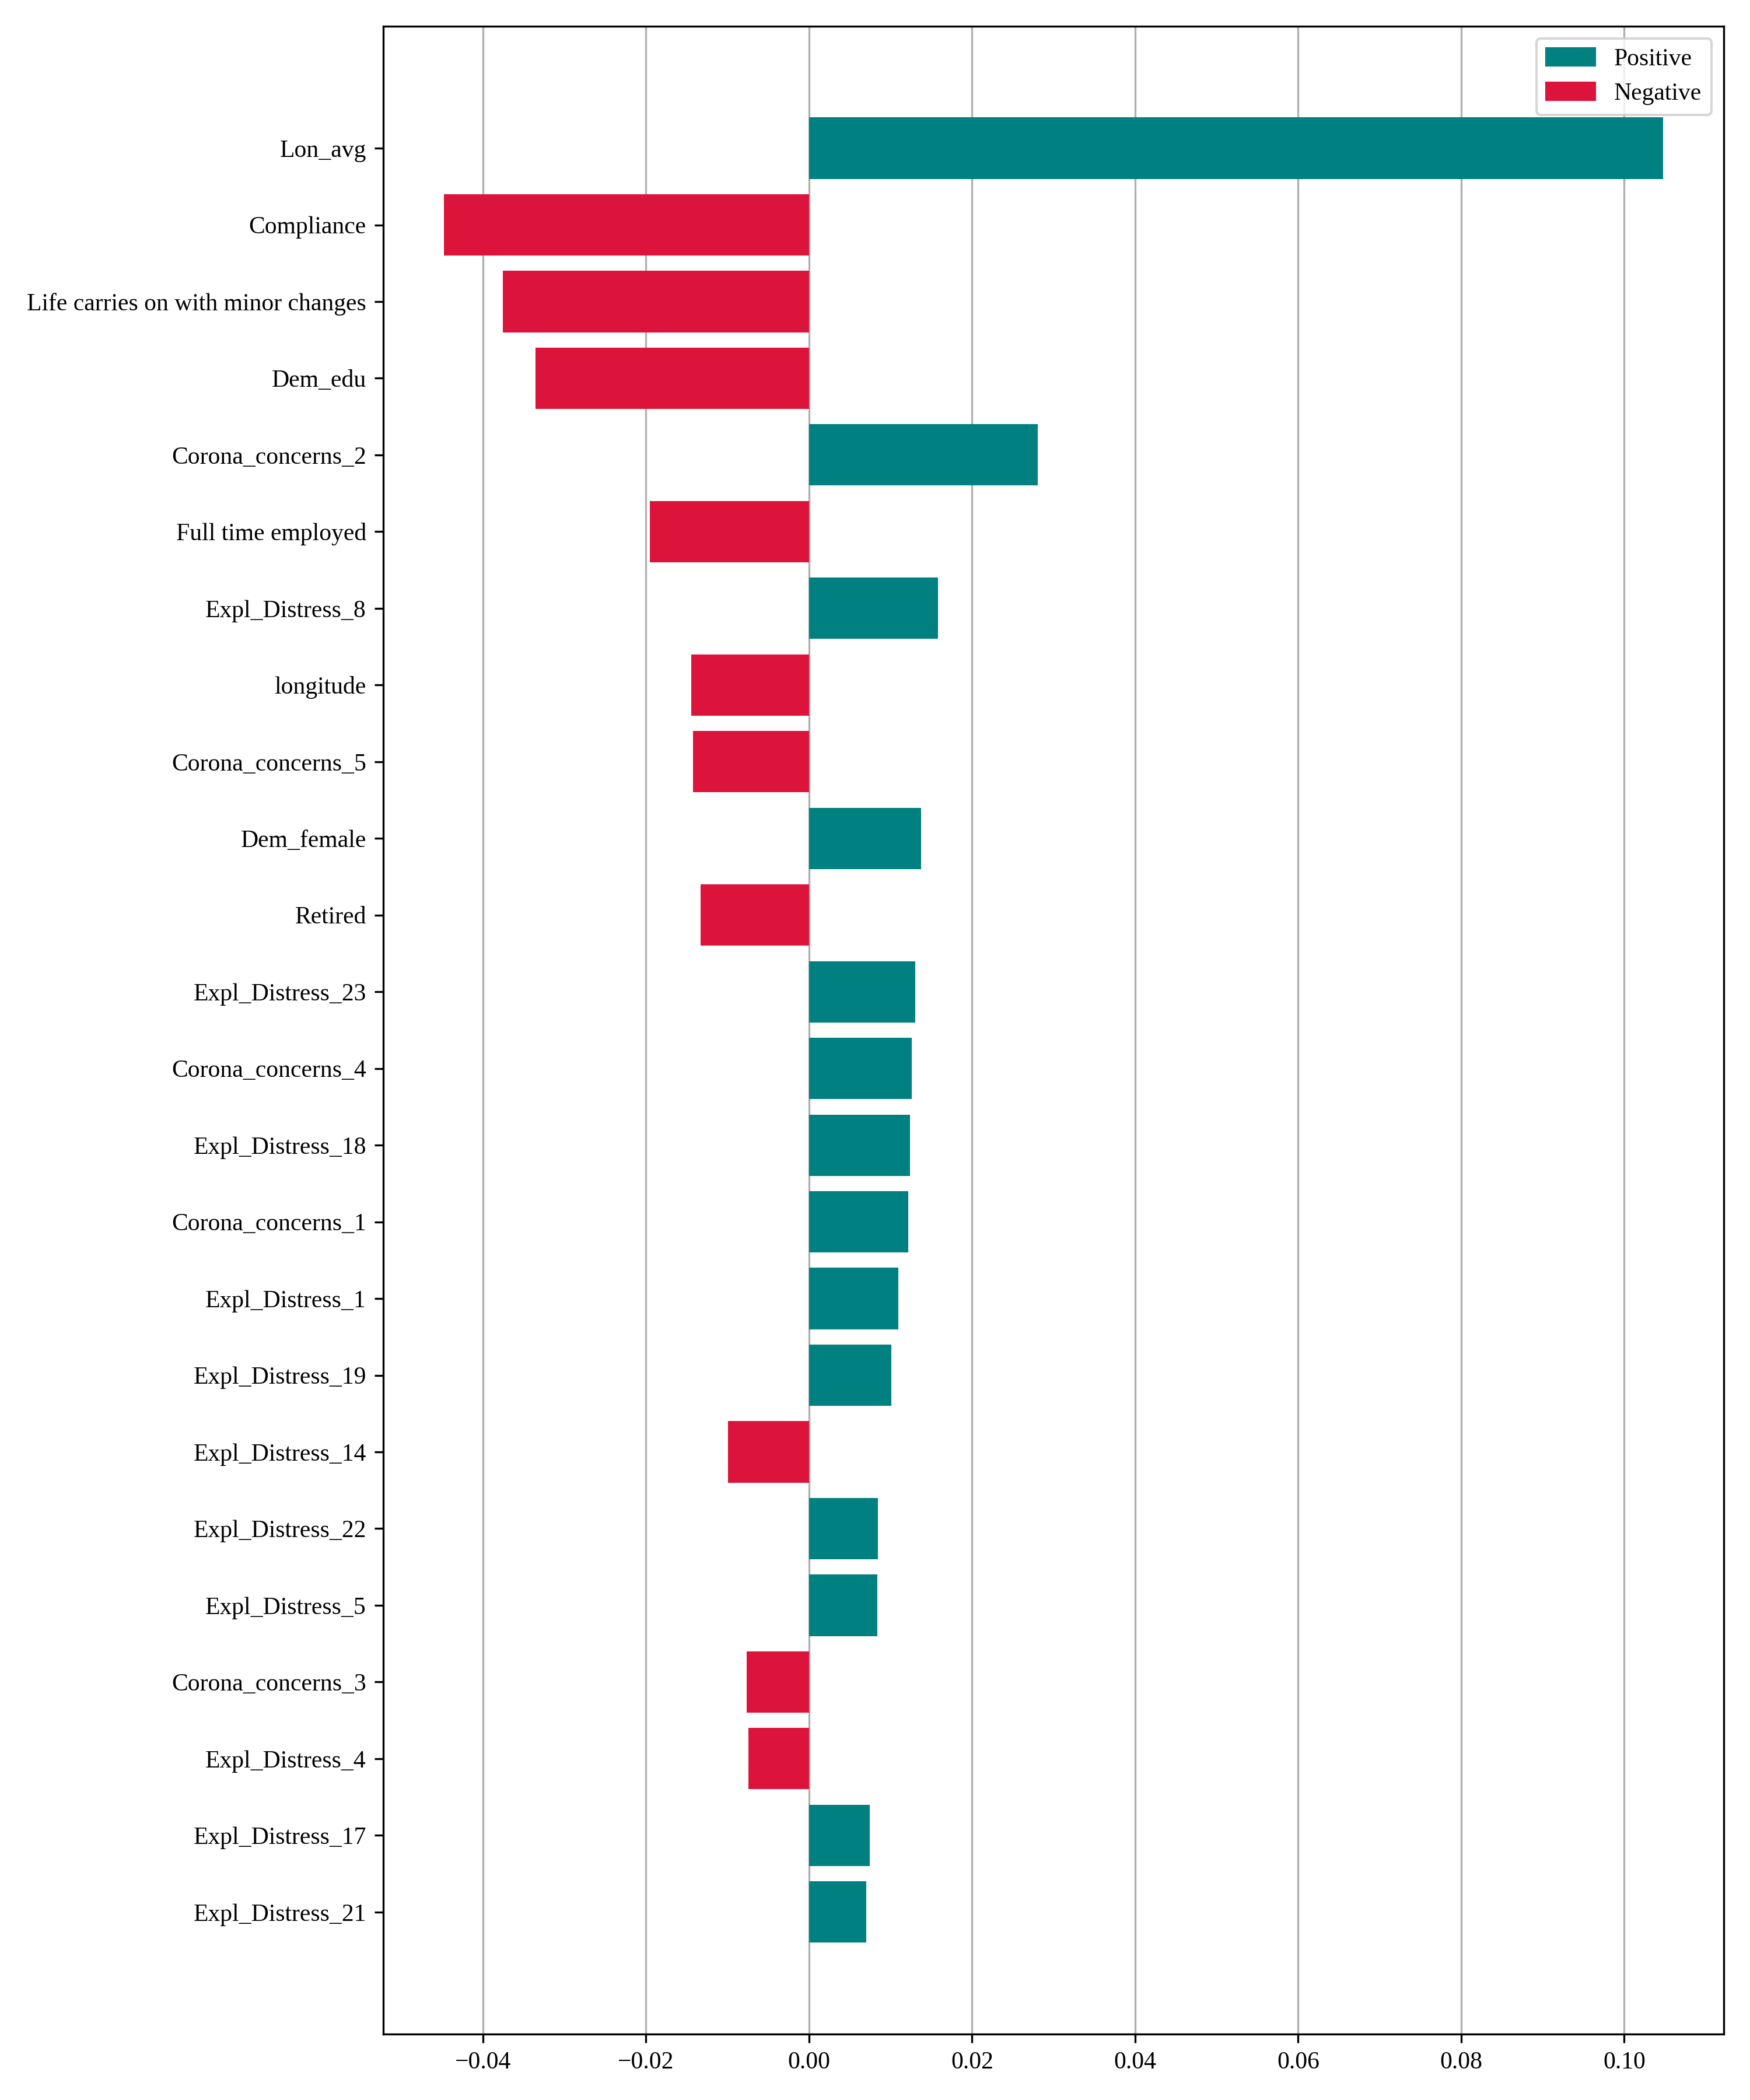 Positive
Negative
Lon_avg
Compliance
Life carries on with minor changes
Dem_edu
Corona_concerns_2
Full time employed
Expl_Distress_8
longitude
Corona_concerns_5
Dem_female
Retired
Expl_Distress_23
Corona_concerns_4
Expl_Distress_18
Corona_concerns_1
Expl_Distress_1
Expl_Distress_19
Expl_Distress_14
Expl_Distress_22
Expl_Distress_5
Corona_concerns_3
Expl_Distress_4
Expl_Distress_17
Expl_Distress_21
−0.04 −0.02 0.00 0.02 0.04 0.06 0.08 0.10